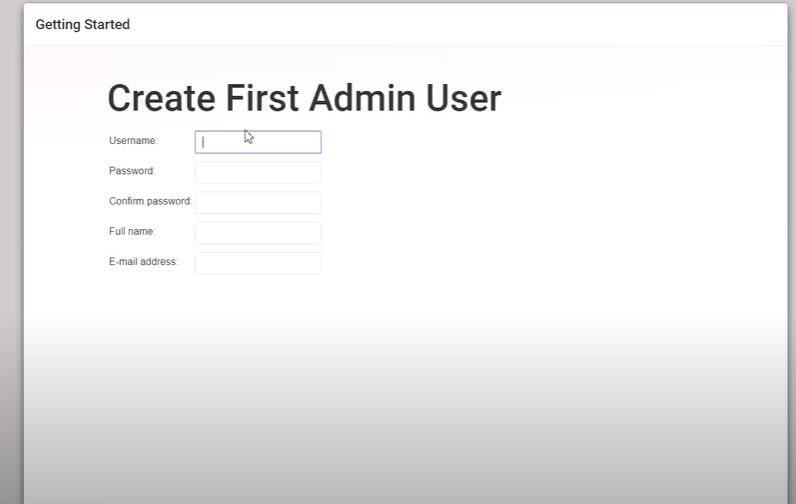 Getting Started
Create First Admin User
Username:
Password:
Confirm password:
Full name:
E-mail address: